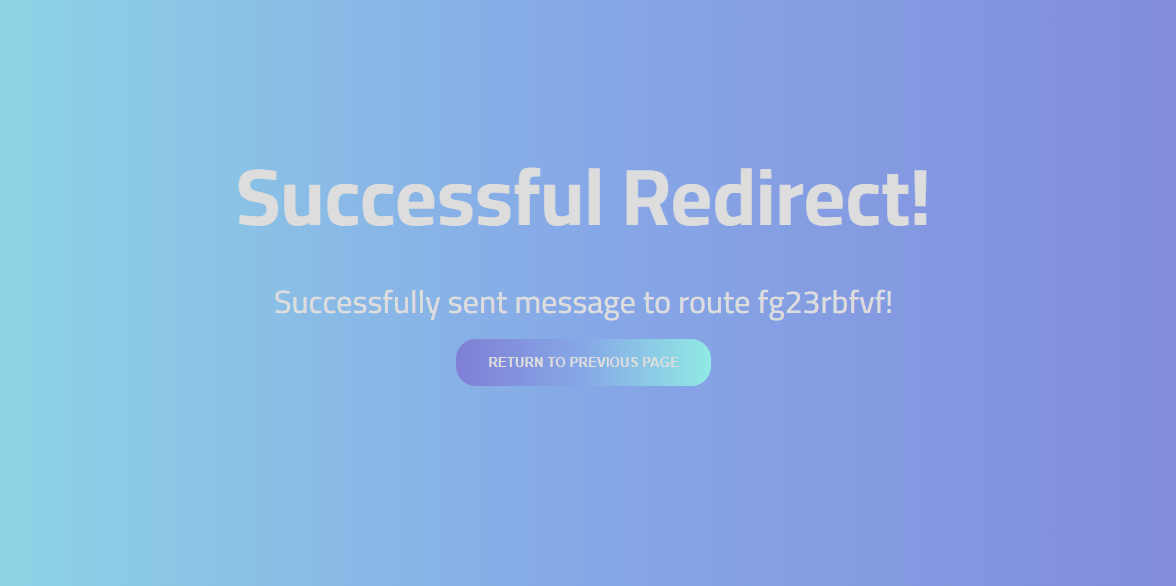 Successful Redirect!
Successfully sent message to route fg23rbfvf!
RETURN TO PREVIOUS PAGE